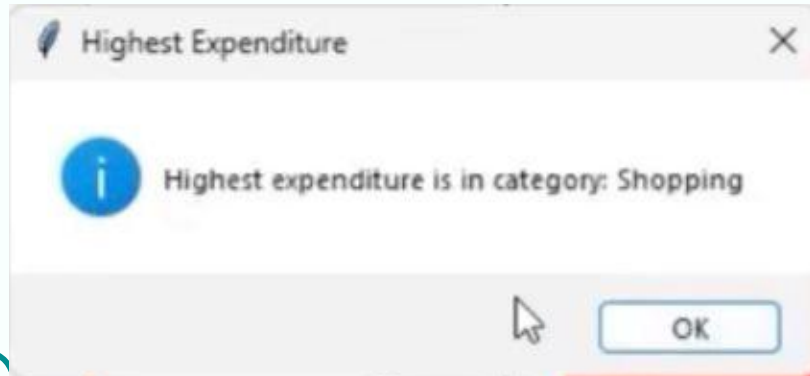 Highest Expenditure
Highest expenditure is in category: Shopping
OK